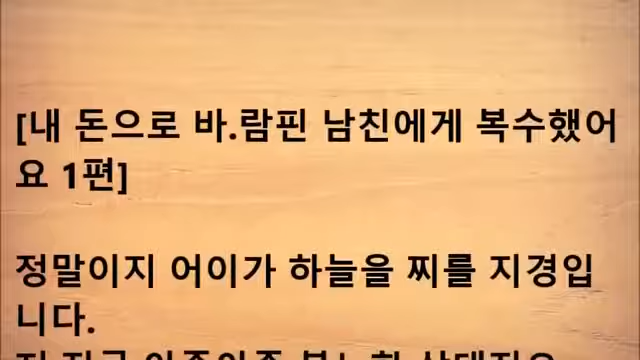 [내 돈으로 바.람핀 남친에게 복수했어
요 1편]
정말이지 어이가 하늘을 찌를 지경입
니다.